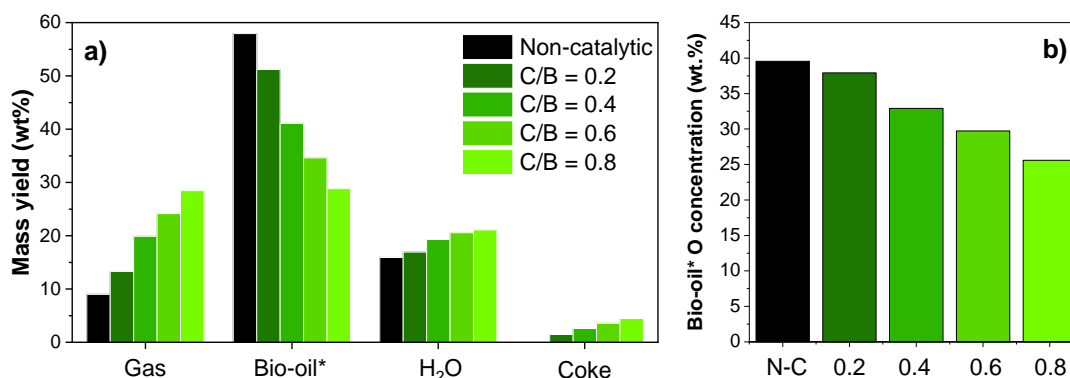 a)
Mass yield (wt%)
60
50
40
30
20
10
0
Gas
Bio-oil*
H₂O
Coke
Non-catalytic
C/B = 0.2
C/B = 0.4
C/B = 0.6
C/B = 0.8
b)
Bio-oil* O concentration (wt.%)
45
40
35
30
25
20
15
10
5
0
N-C
0.2
0.4
0.6
0.8